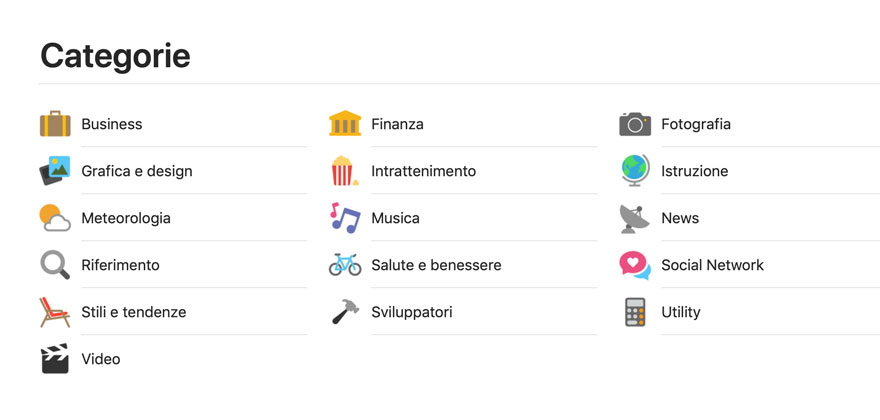 Categorie
Business
Finanza
Fotografia
Grafica e design
Intrattenimento
Istruzione
Meteorologia
Musica
News
Riferimento
Salute e benessere
Social Network
Stili e tendenze
Sviluppatori
Utility
Video